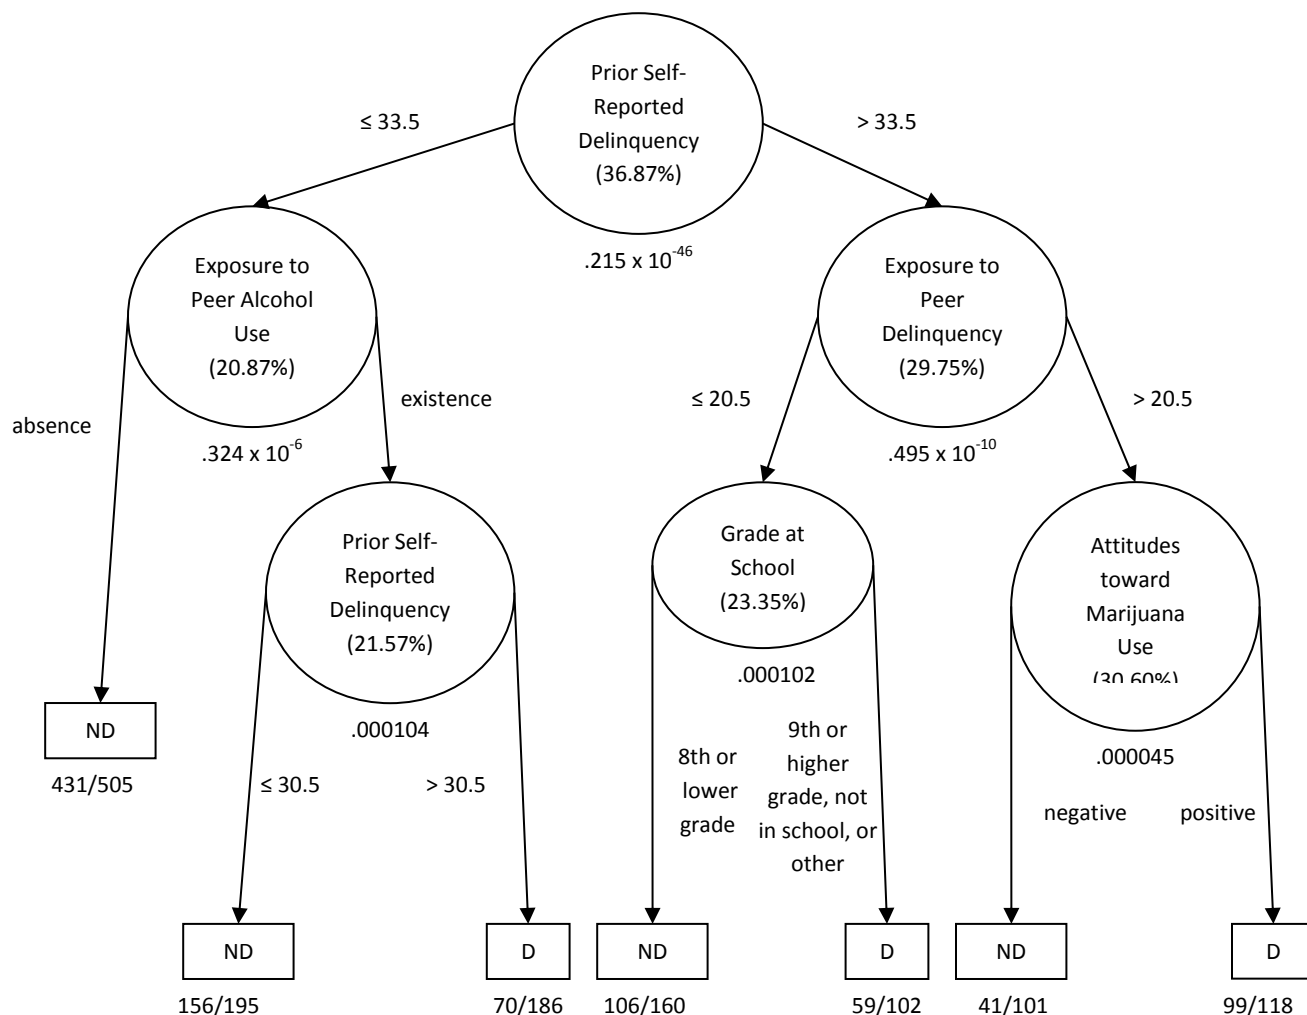 Prior Self-
Reported
Delinquency
(36.87%)
≤ 33.5
> 33.5
.215 x 10-46
Exposure to
Peer Alcohol
Use
(20.87%)
.324 x 10-6
Exposure to
Peer
Delinquency
(29.75%)
.495 x 10-10
absence
existence
≤ 20.5
> 20.5
Prior Self-
Reported
Delinquency
(21.57%)
.000104
Grade at
School
(23.35%)
.000102
Attitudes
toward
Marijuana
Use
(30.60%)
.000045
ND
431/505
≤ 30.5
> 30.5
8th or
lower
grade
9th or
higher
grade, not
in school, or
other
negative
positive
ND
156/195
D
70/186
ND
106/160
D
59/102
ND
41/101
D
99/118